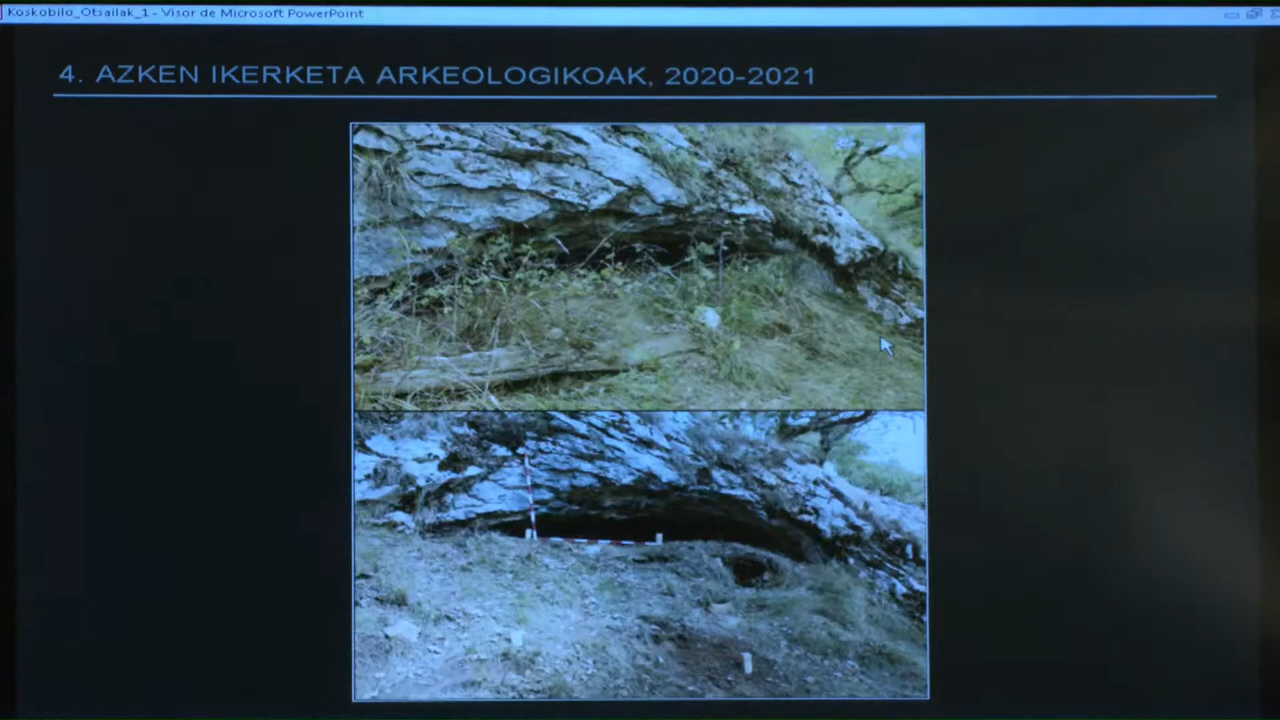 Koskobilo_Otsailak_1 - Visor de Microsoft PowerPoint
4. AZKEN IKERKETA ARKEOLOGIKOAK, 2020-2021